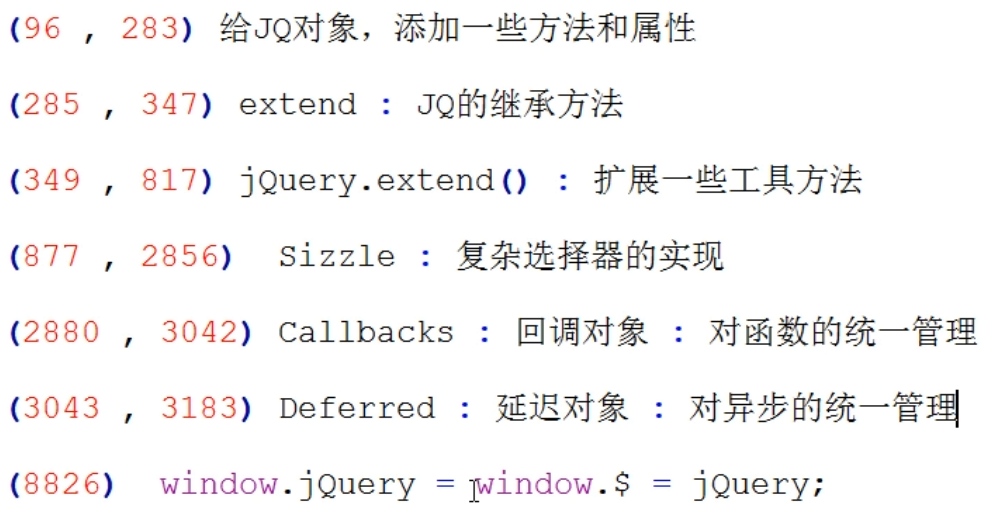 (96 , 283) 给JQ对象，添加一些方法和属性
(285 , 347) extend : JQ的继承方法
(349 , 817) jQuery.extend() : 扩展一些工具方法
(877 , 2856) Sizzle : 复杂选择器的实现
(2880 , 3042) Callbacks : 回调对象 : 对函数的统一管理
(3043 , 3183) Deferred : 延迟对象 : 对异步的统一管理
(8826) window.jQuery = window.$ = jQuery;